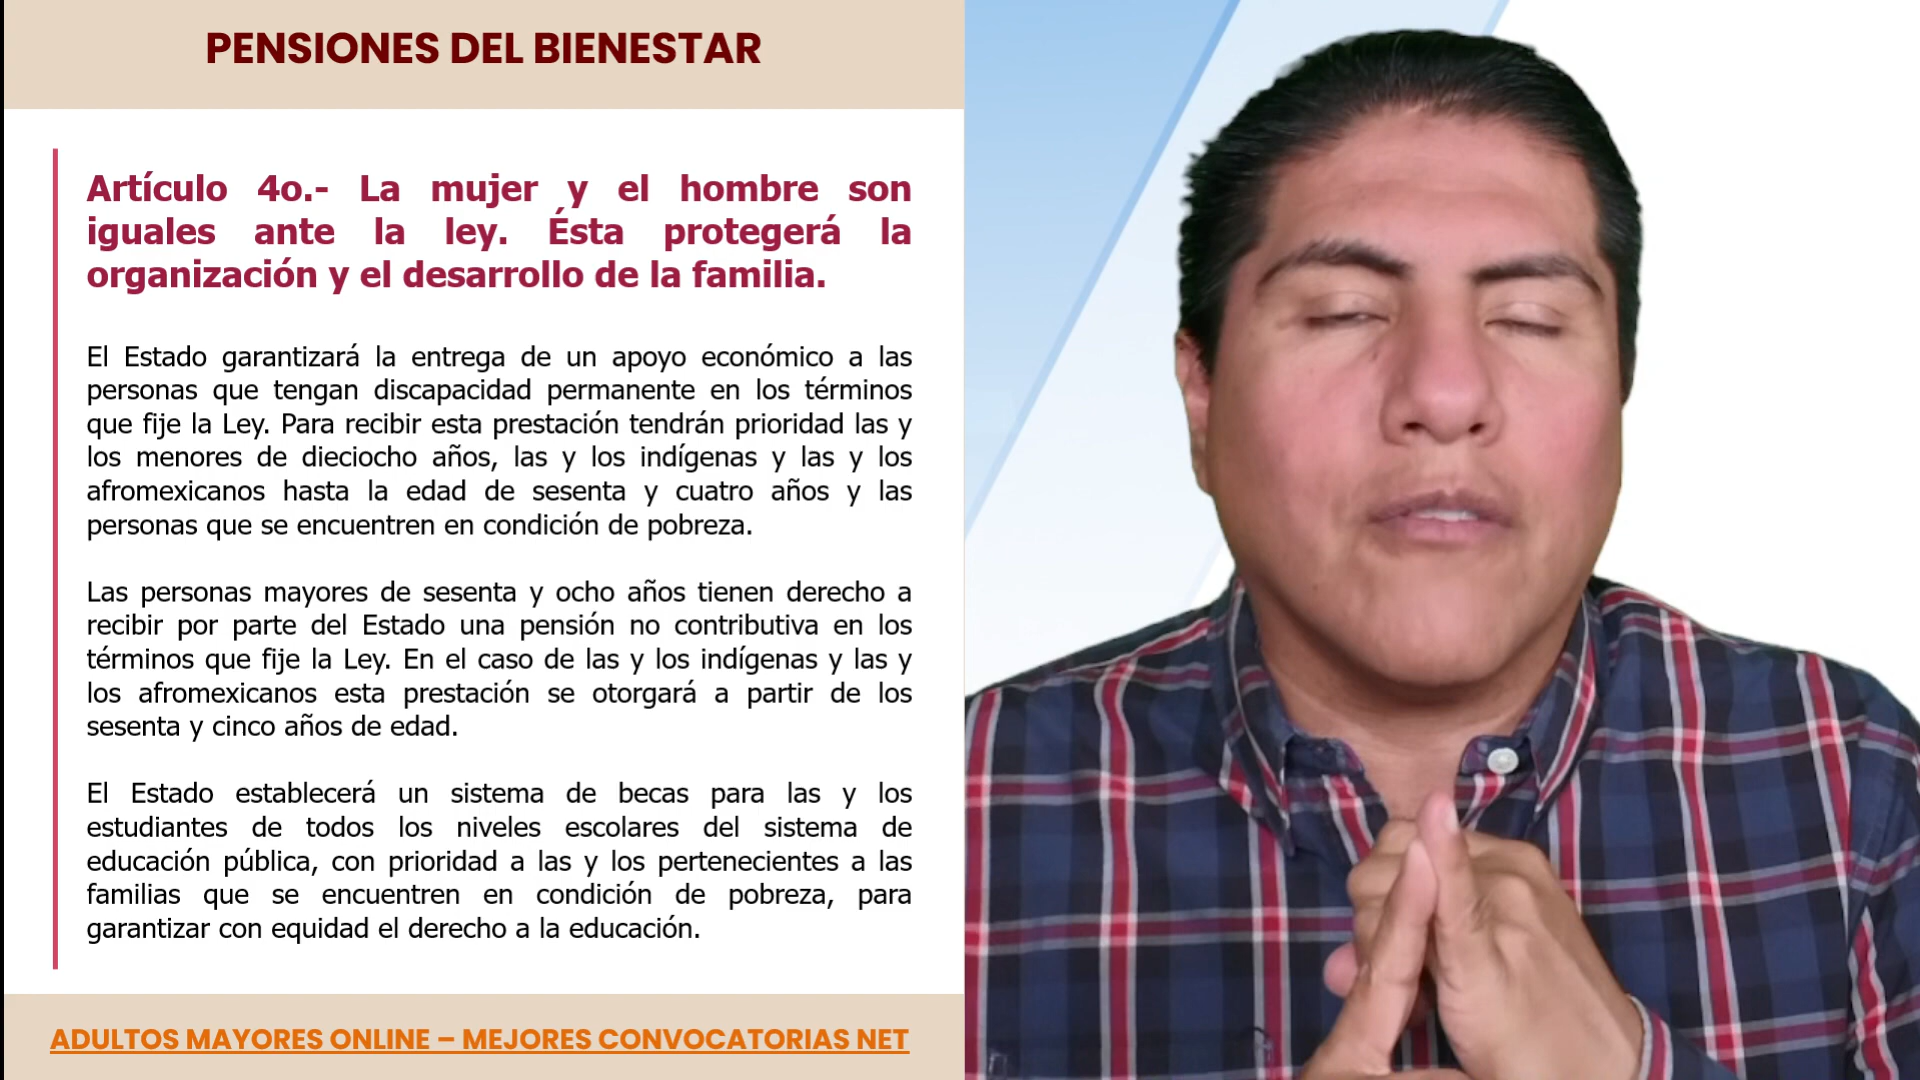 PENSIONES DEL BIENESTAR
Artículo 4o.- La mujer y el hombre son
iguales ante la ley. Ésta protegerá la
organización y el desarrollo de la familia.
El Estado garantizará la entrega de un apoyo económico a las
personas que tengan discapacidad permanente en los términos
que fije la Ley. Para recibir esta prestación tendrán prioridad las y
los menores de dieciocho años, las y los indígenas y las y los
afromexicanos hasta la edad de sesenta y cuatro años y las
personas que se encuentren en condición de pobreza.
Las personas mayores de sesenta y ocho años tienen derecho a
recibir por parte del Estado una pensión no contributiva en los
términos que fije la Ley. En el caso de las y los indígenas y las y
los afromexicanos esta prestación se otorgará a partir de los
sesenta y cinco años de edad.
El Estado establecerá un sistema de becas para las y los
estudiantes de todos los niveles escolares del sistema de
educación pública, con prioridad a las y los pertenecientes a las
familias que se encuentren en condición de pobreza, para
garantizar con equidad el derecho a la educación.
ADULTOS MAYORES ONLINE – MEJORES CONVOCATORIAS NET